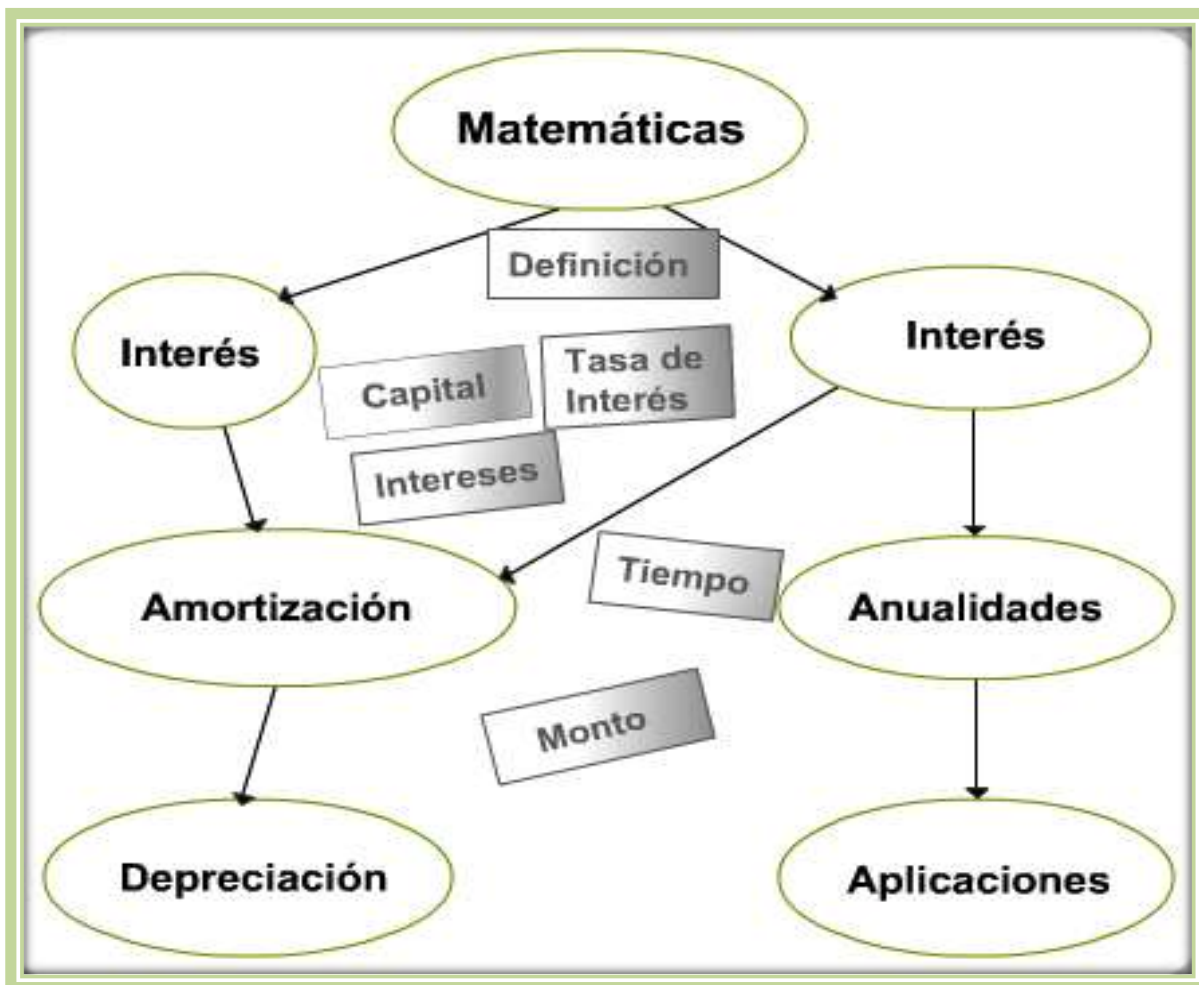 Matemáticas
Definición
Interés
Interés
Capital
Tasa de
Interés
Intereses
Tiempo
Amortización
Anualidades
Monto
Depreciación
Aplicaciones